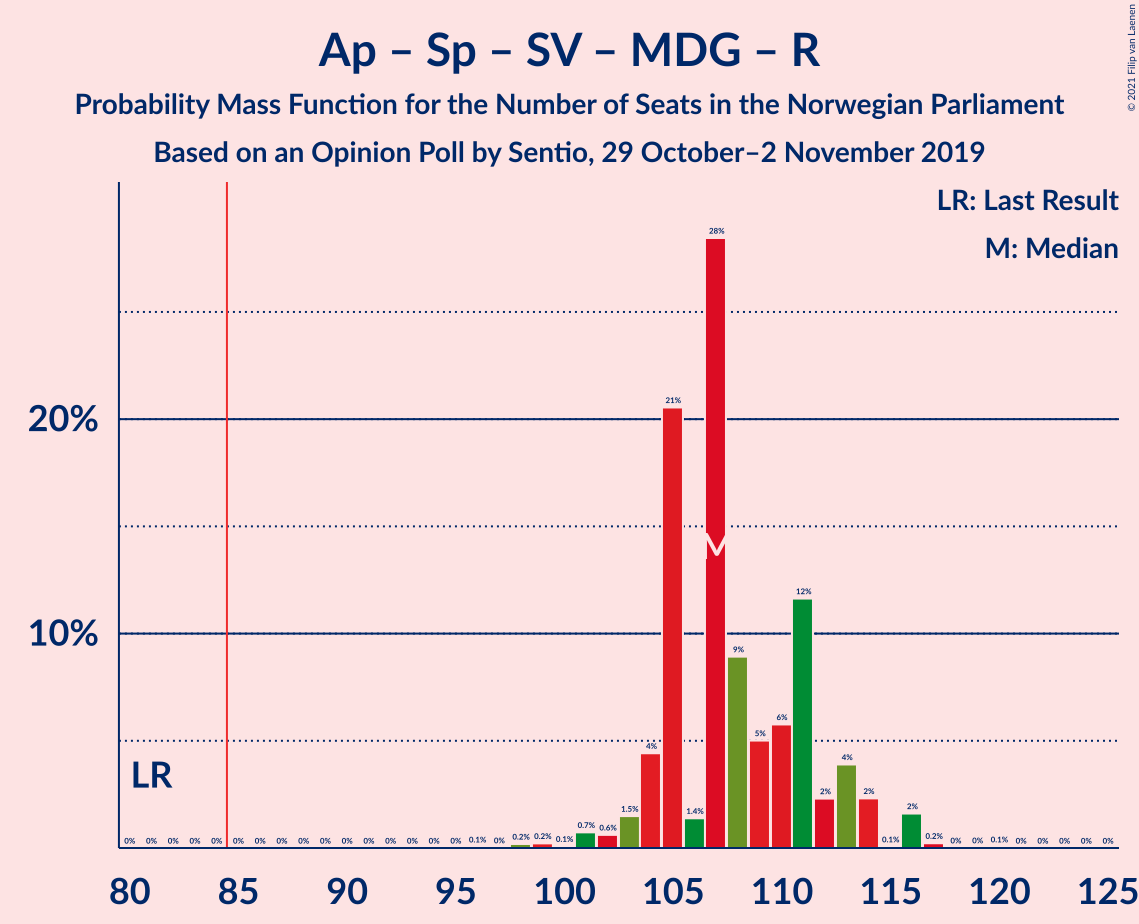 Ap – Sp – SV – MDG – R
Probability Mass Function for the Number of Seats in the Norwegian Parliament
Based on an Opinion Poll by Sentio, 29 October–2 November 2019
© 2021 Filip van Laenen
LR: Last Result
M: Median
20%
10%
LR
M
0% 0% 0% 0% 0% 0% 0% 0% 0% 0% 0% 0% 0% 0% 0% 0% 0.1% 0% 0.2% 0.2% 0.1% 0.7% 0.6% 1.5% 4% 21% 1.4% 28% 9% 5% 6% 12% 2% 4% 2% 0.1% 2% 0.2% 0% 0% 0.1% 0% 0% 0% 0% 0%
80 85 90 95 100 105 110 115 120 125